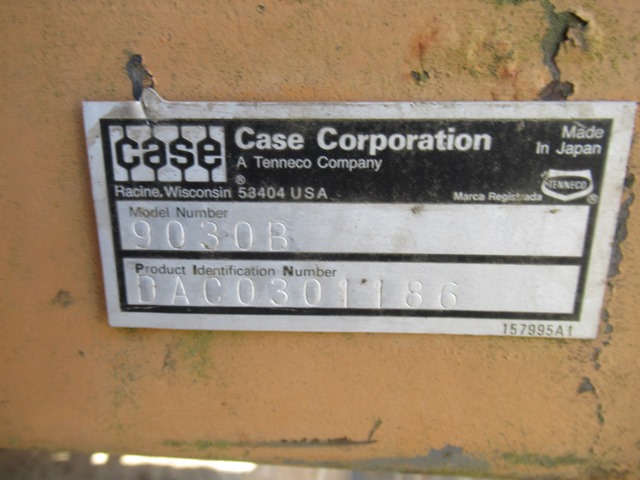 case
Case Corporation
A Tenneco Company
Made
In Japan
®
TENNECO
Racine, Wisconsin 53404 USA
Marca Registrada
®
Model Number
9030B
Product Identification Number
DAC0301186
157995A1